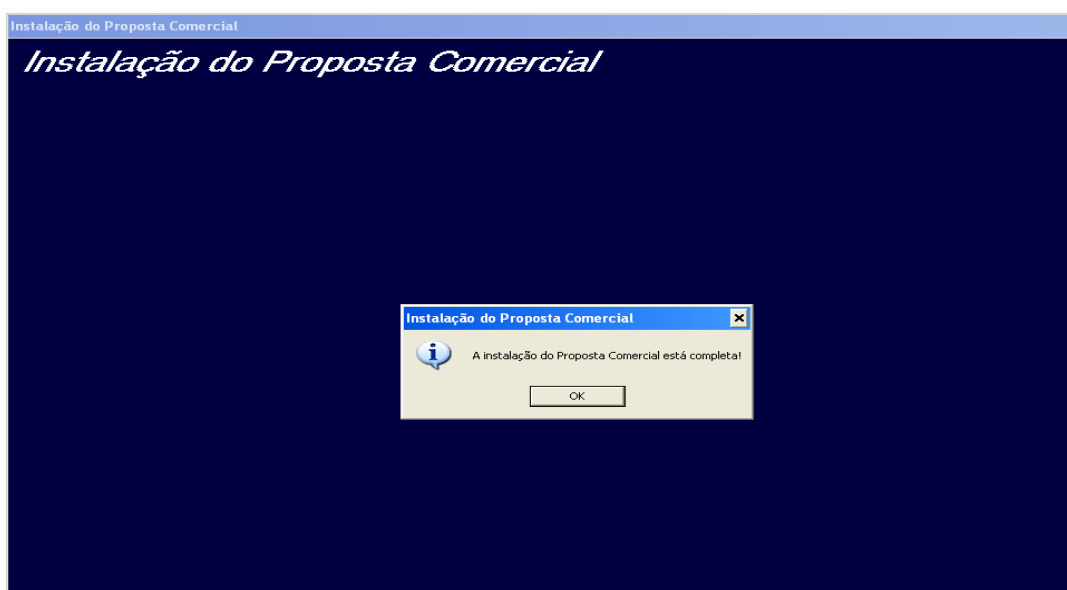 Instalação do Proposta Comercial
Instalação do Proposta Comercial
Instalação do Proposta Comercial
A instalação do Proposta Comercial está completa!
OK